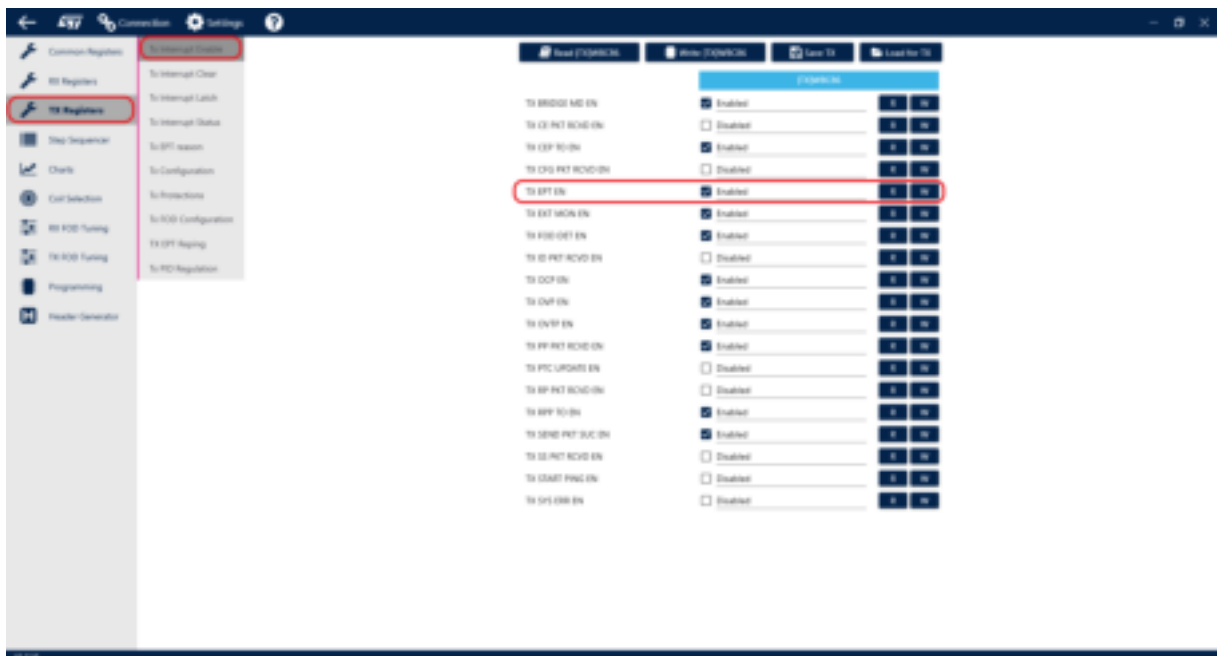 Connection Settings ?
Common Registers
RX Registers
TX Registers
Step Sequencer
Charts
Coil Selection
RX FOD Tuning
TX FOD Tuning
Programming
Header Generator
Tx Interrupt Enable
Tx Interrupt Clear
Tx Interrupt Latch
Tx Interrupt Status
Tx EPT reason
Tx Configuration
Tx Protections
Tx FOD Configuration
TX EPT Reping
Tx PID Regulation
Save TX Load for TX
TX BRIDGE MD EN Enabled R W
TX CE PKT RCVD EN Disabled R W
TX CEP TO EN Enabled R W
TX CFG PKT RCVD EN Disabled R W
TX EPT EN Enabled R W
TX EXT MON EN Enabled R W
TX FOD DET EN Enabled R W
TX ID PKT RCVD EN Disabled R W
TX OCP EN Enabled R W
TX OVP EN Enabled R W
TX OVTP EN Enabled R W
TX PP PKT RCVD EN Enabled R W
TX PTC UPDATE EN Disabled R W
TX RP PKT RCVD EN Disabled R W
TX RPP TO EN Enabled R W
TX SEND PKT SUC EN Enabled R W
TX SS PKT RCVD EN Disabled R W
TX START PING EN Disabled R W
TX SYS ERR EN Disabled R W